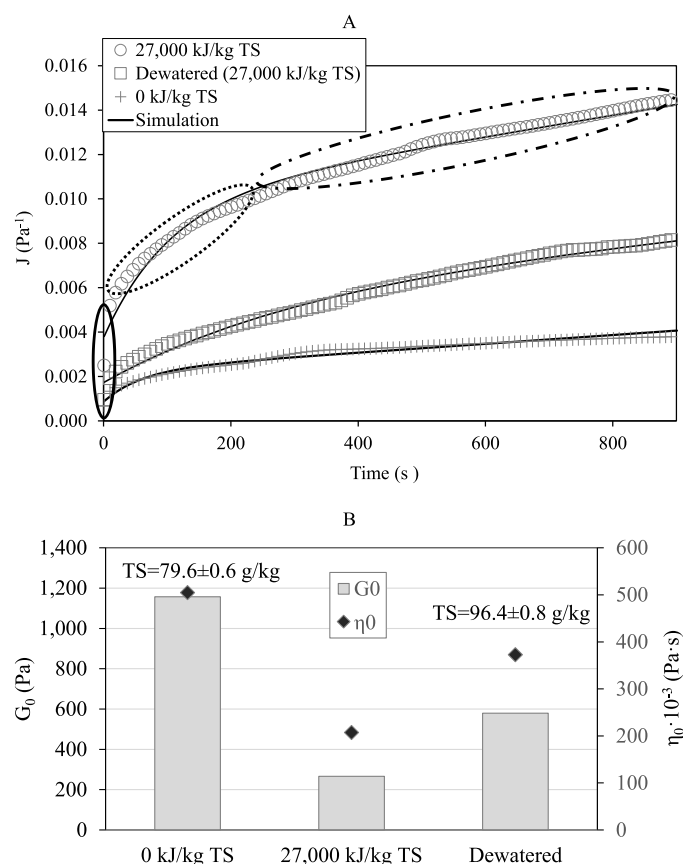 A
27,000 kJ/kg TS
Dewatered (27,000 kJ/kg TS)
0 kJ/kg TS
Simulation
0.016
0.014
0.012
0.010
0.008
0.006
0.004
0.002
0.000
J (Pa⁻¹)
0 200 400 600 800
Time (s )
B
1,400
1,200
1,000
800
600
400
200
0
G₀ (Pa)
TS=79.6±0.6 g/kg
G0
η0
TS=96.4±0.8 g/kg
600
500
400
300
200
100
0
η₀·10⁻³ (Pa·s)
0 kJ/kg TS 27,000 kJ/kg TS Dewatered